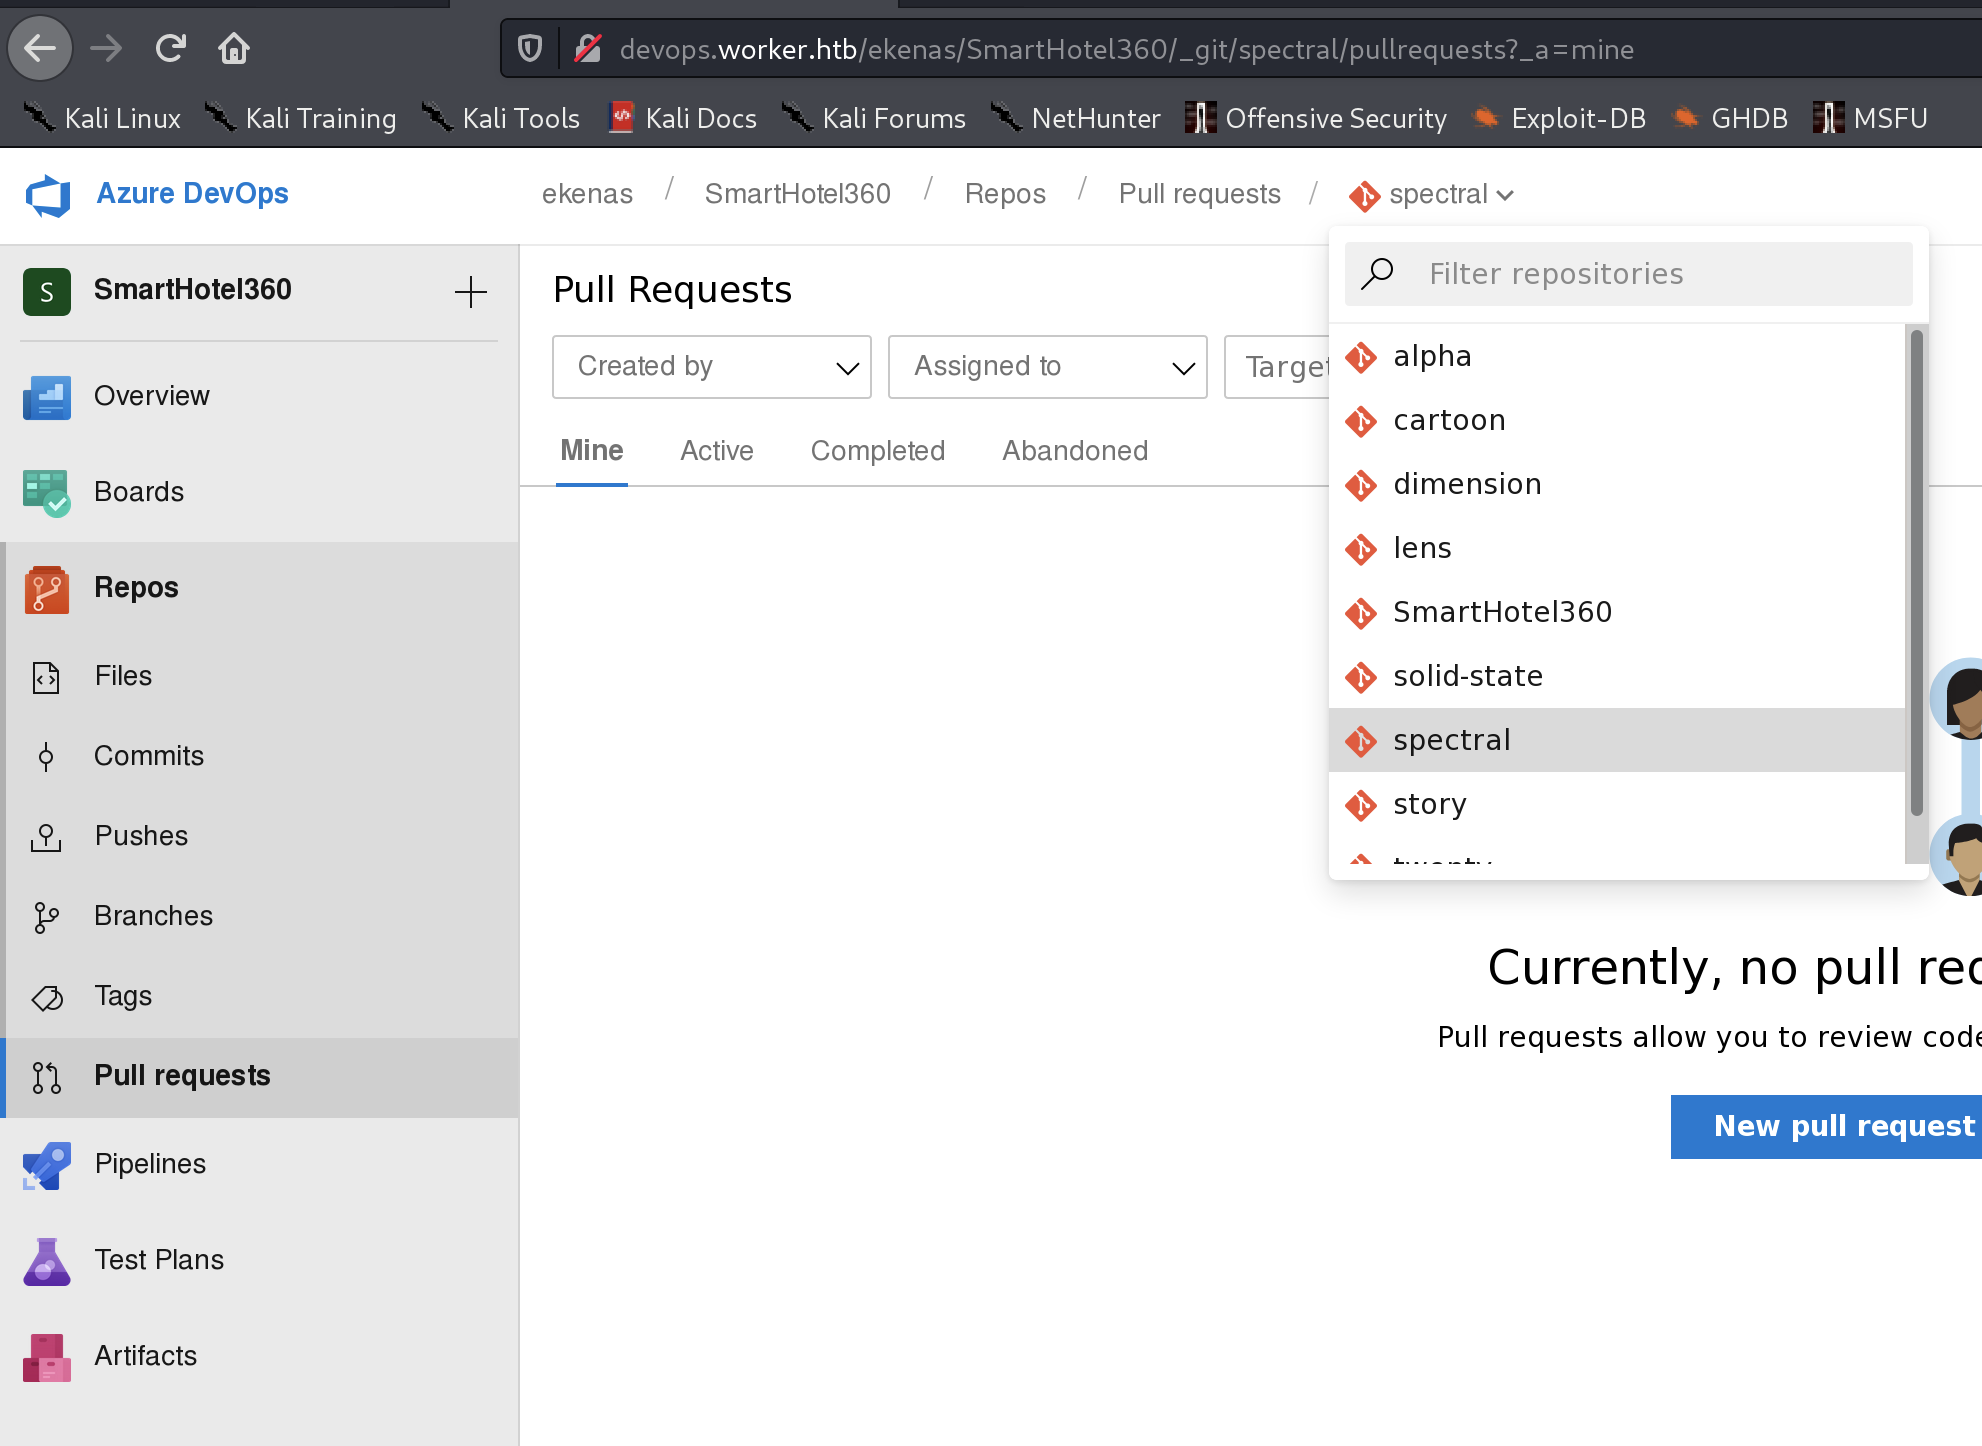 devops.worker.htb/ekenas/SmartHotel360/_git/spectral/pullrequests?_a=mine
Kali Linux Kali Training Kali Tools Kali Docs Kali Forums NetHunter Offensive Security Exploit-DB GHDB MSFU
Azure DevOps
ekenas / SmartHotel360 / Repos / Pull requests / spectral
S SmartHotel360
Overview
Boards
Repos
Files
Commits
Pushes
Branches
Tags
Pull requests
Pipelines
Test Plans
Artifacts
Pull Requests
Created by Assigned to Target
Mine Active Completed Abandoned
Filter repositories
alpha
cartoon
dimension
lens
SmartHotel360
solid-state
spectral
story
twenty
Currently, no pull req
Pull requests allow you to review code
New pull request